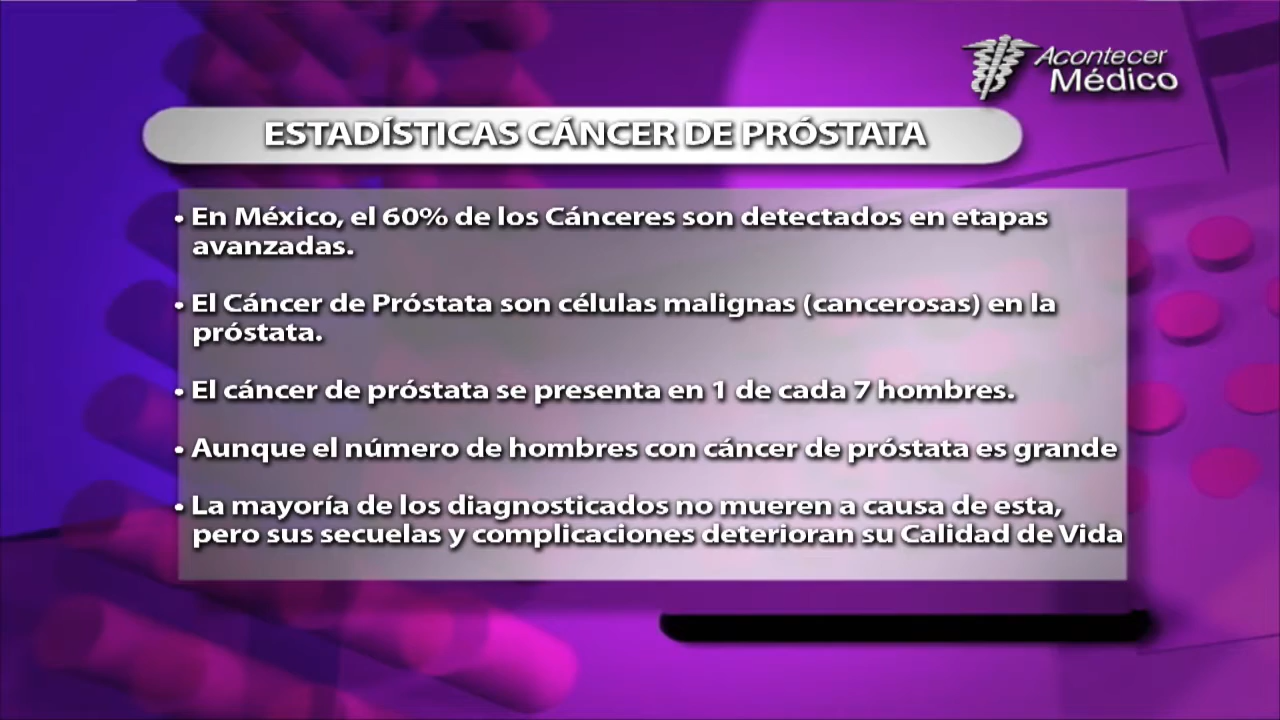 Acontecer
Médico
ESTADÍSTICAS CÁNCER DE PRÓSTATA
• En México, el 60% de los Cánceres son detectados en etapas
avanzadas.
• El Cáncer de Próstata son células malignas (cancerosas) en la
próstata.
• El cáncer de próstata se presenta en 1 de cada 7 hombres.
• Aunque el número de hombres con cáncer de próstata es grande
• La mayoría de los diagnosticados no mueren a causa de esta,
pero sus secuelas y complicaciones deterioran su Calidad de Vida